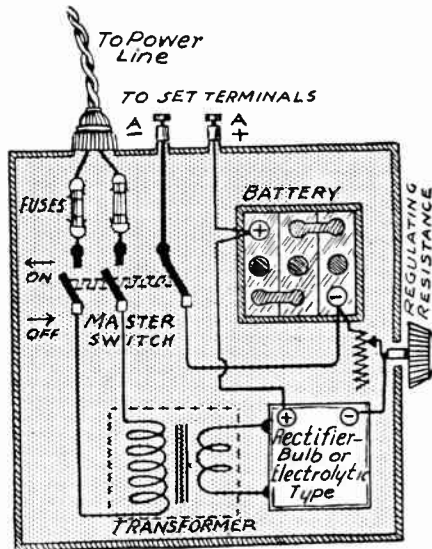 To Power
Line
TO SET TERMINALS
A
–
A
+
FUSES
BATTERY
+
–
REGULATING
RESISTANCE
ON
OFF
MASTER
SWITCH
+
–
Rectifier-
Bulb or
Electrolytic
Type
TRANSFORMER